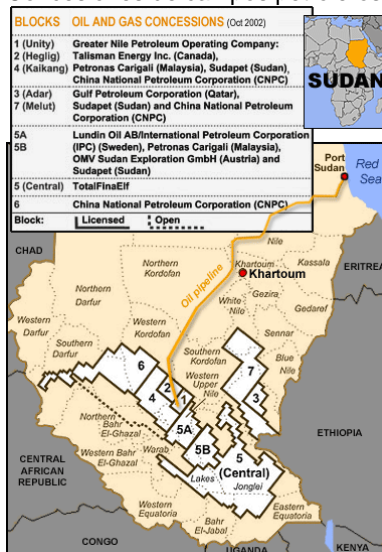 BLOCKS OIL AND GAS CONCESSIONS (Oct 2002)
1 (Unity) Greater Nile Petroleum Operating Company:
2 (Heglig) Talisman Energy Inc. (Canada),
4 (Kaikang) Petronas Carigali (Malaysia), Sudapet (Sudan),
China National Petroleum Corporation (CNPC)
3 (Adar) Gulf Petroleum Corporation (Qatar),
7 (Melut) Sudapet (Sudan) and China National Petroleum
Corporation (CNPC)
5A Lundin Oil AB/International Petroleum Corporation
5B (IPC) (Sweden), Petronas Carigali (Malaysia),
OMV Sudan Exploration GmbH (Austria) and
Sudapet (Sudan)
5 (Central) TotalFinaElf
6 China National Petroleum Corporation (CNPC)
Block: Licensed Open
SUDAN
Port
Sudan
Red
Sea
Nile
CHAD
Northern
Kordofan
Khartoum
Kassala
ERITREA
Khartoum
Oil pipeline
Northern
Darfur
White
Nile
Gezira
Gedaref
Western
Darfur
Western
Kordofan
Sennar
Southern
Darfur
Southern
Kordofan
Blue
Nile
Western
Upper
Nile
6
7
2
4
1
3
5A
5B
5
(Central)
Northern
Bahr
El-Ghazal
Western Bahr
El-Ghazal
Warab
Lakes
Jonglei
ETHIOPIA
CENTRAL
AFRICAN
REPUBLIC
Western
Equatoria
Bahr
El-Jabal
Eastern
Equatoria
CONGO
UGANDA
KENYA